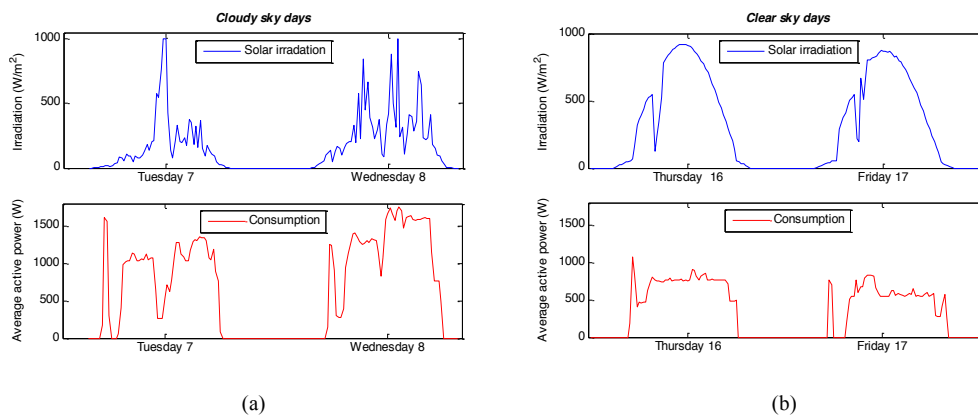 Cloudy sky days
Irradiation (W/m²)
1000
500
0
Solar irradation
Tuesday 7
Wednesday 8
Average active power (W)
1500
1000
500
0
Consumption
Tuesday 7
Wednesday 8
(a)
Clear sky days
Irradiation (W/m²)
1000
500
0
Solar irradiation
Thursday 16
Friday 17
Average active power (W)
1500
1000
500
0
Consumption
Thursday 16
Friday 17
(b)